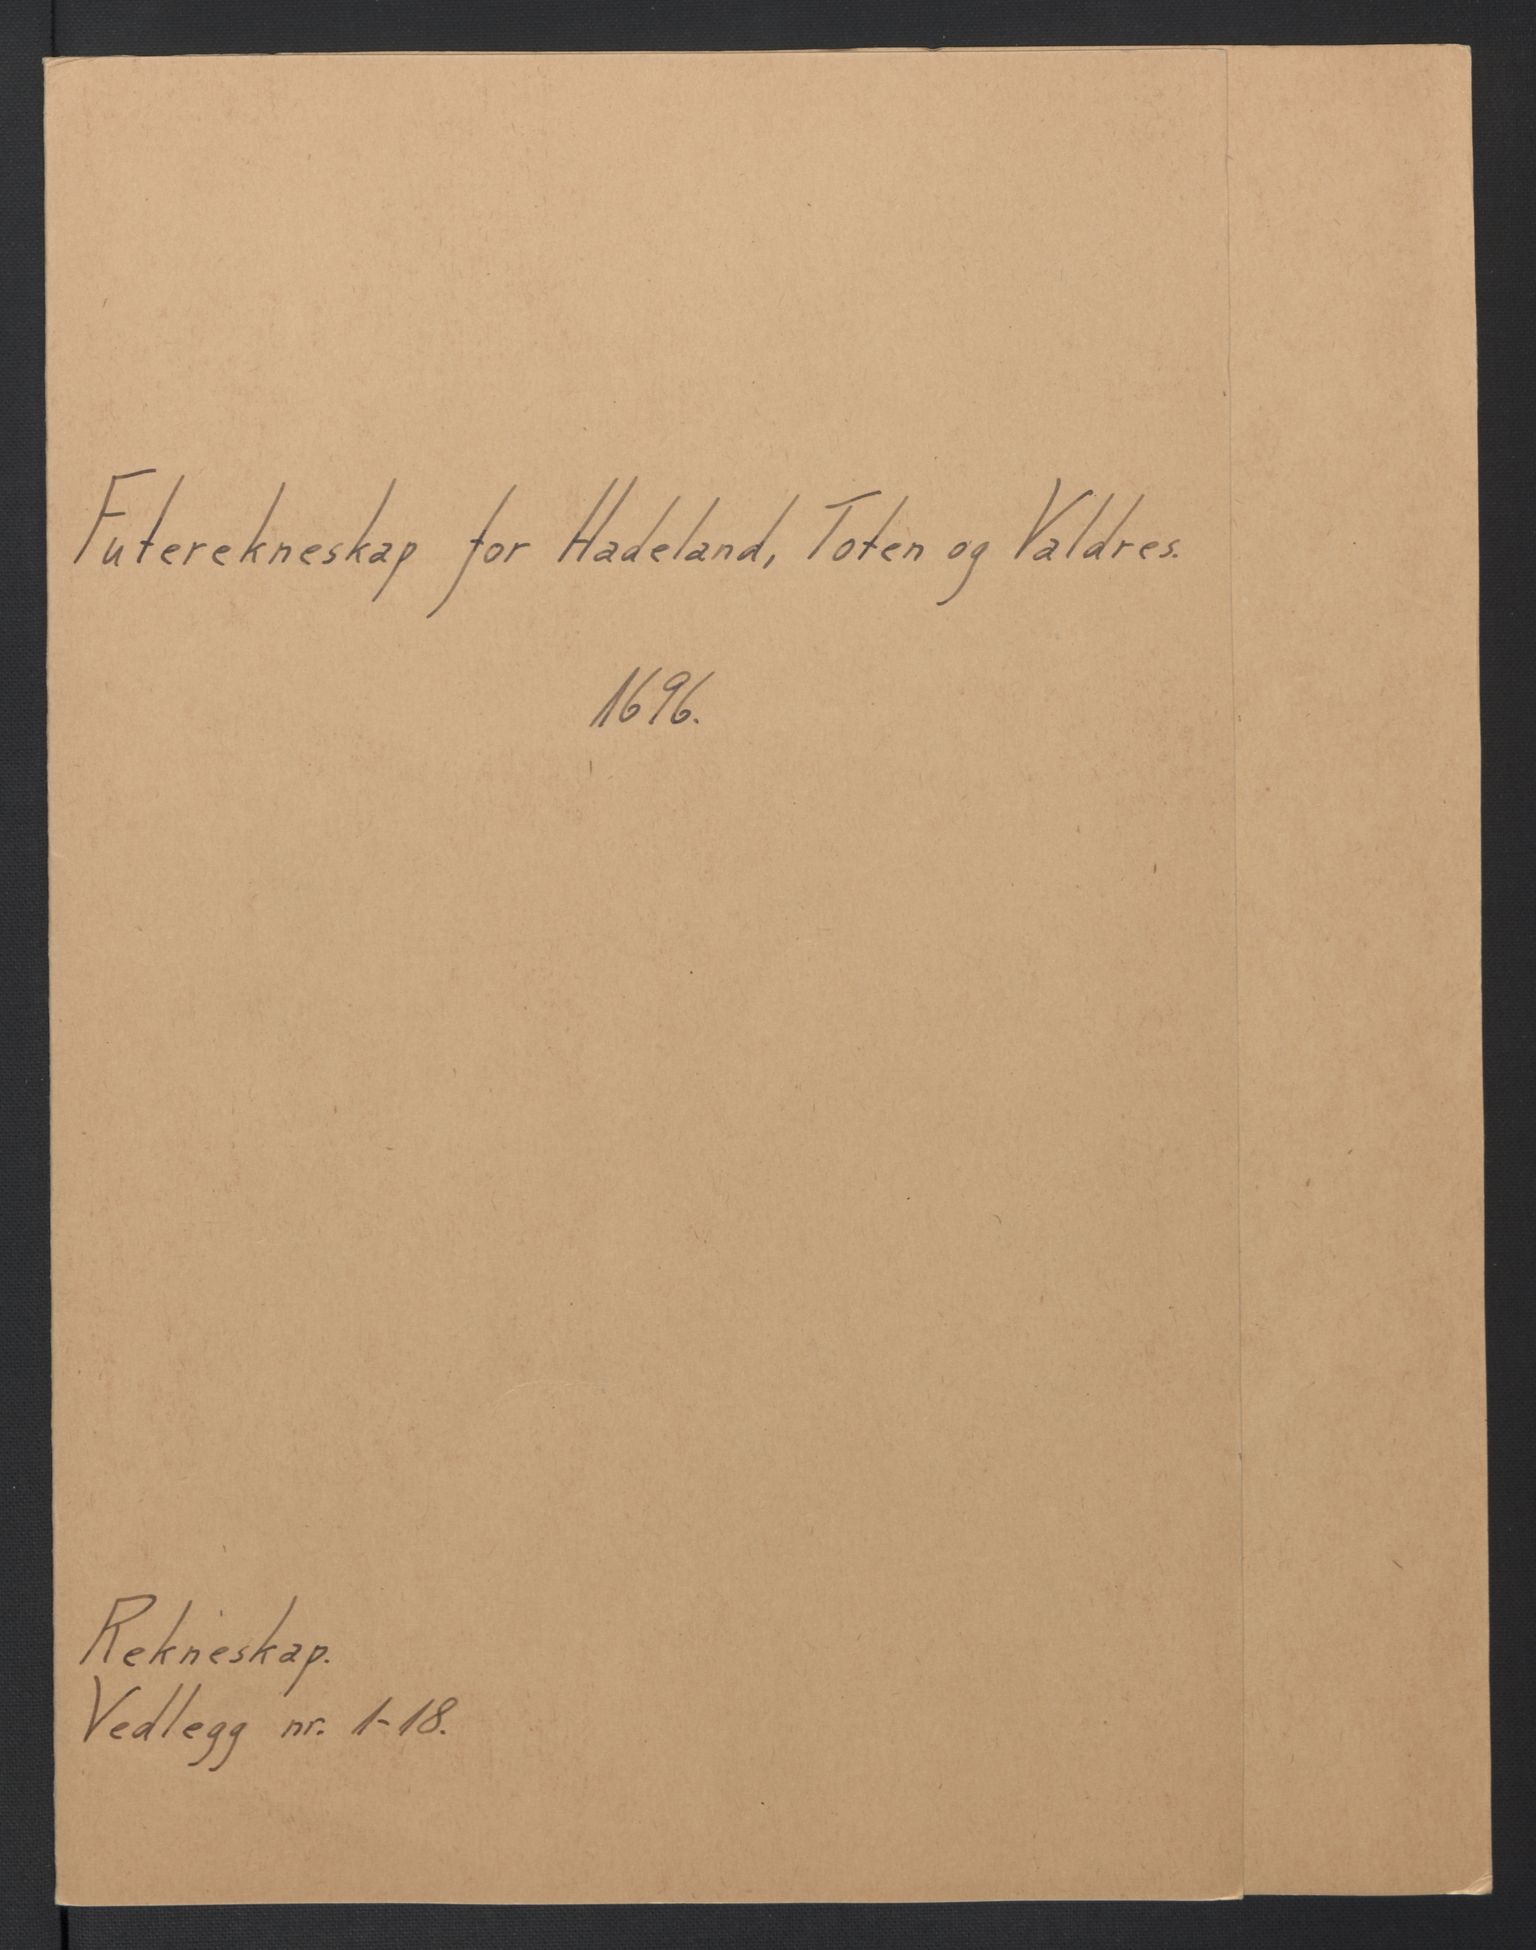 Futerekneskap for Hadeland, Toten og Valdres.
1696.
Rekneskap.
Vedlegg nr. 1-18.